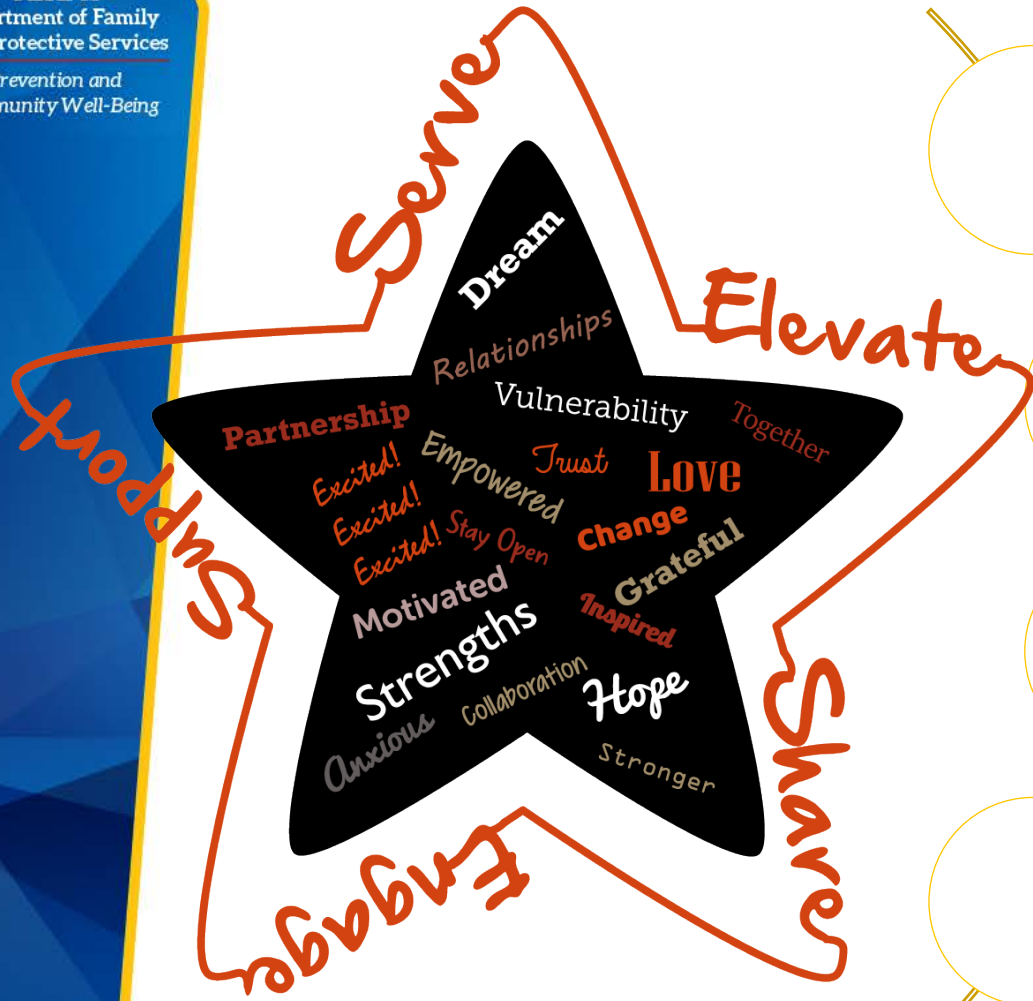 rtment of Family
rotective Services
revention and
munity Well-Being
Serve
Elevate
Share
Engage
Support
Dream
Relationships
Vulnerability
Together
Partnership
Empowered
Trust
Love
Excited!
Excited!
Excited!
Stay Open
Change
Grateful
Motivated
Inspired
Strengths
Collaboration
Hope
Anxious
Stronger